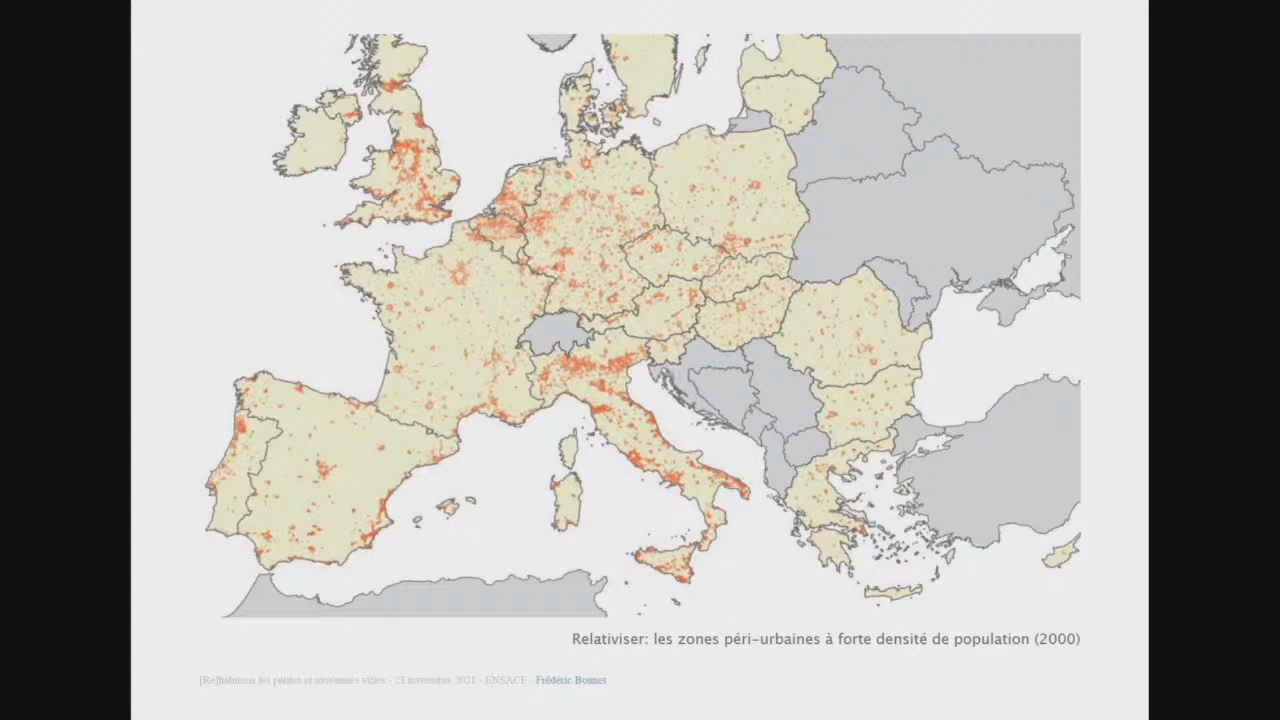 Relativiser: les zones péri-urbaines à forte densité de population (2000)
[Re]habitons les petites et moyennes villes - 23 novembre 2021 - ENSACF - Frédéric Bonnet